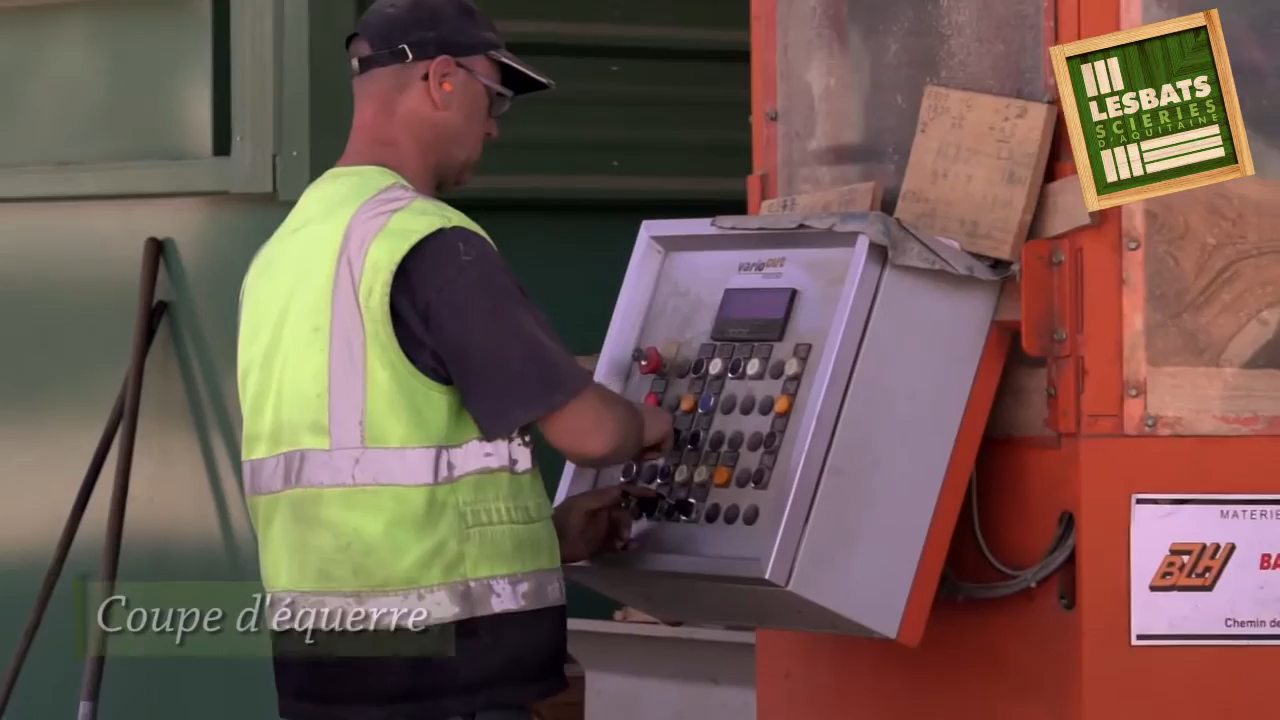 LESBATS
SCIERIES
D'AQUITAINE
variocut
MATERIE
BLH
BA
Chemin de
Coupe d'équerre